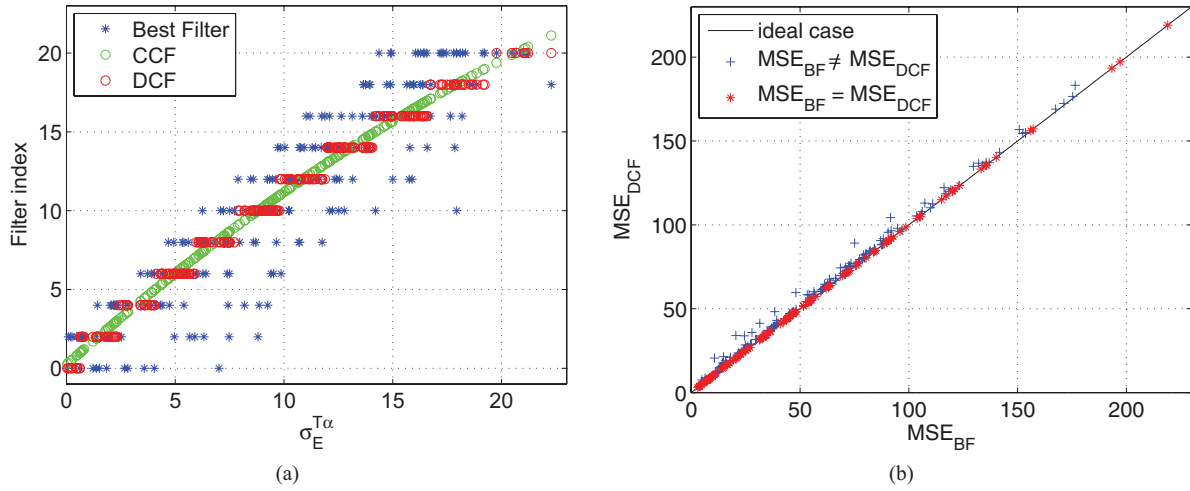 Best Filter
CCF
DCF
20
15
10
5
0
Filter index
0 5 10 15 20
σ_E^{Tα}
(a)
ideal case
MSE_BF ≠ MSE_DCF
MSE_BF = MSE_DCF
200
150
100
50
0
MSE_DCF
0 50 100 150 200
MSE_BF
(b)